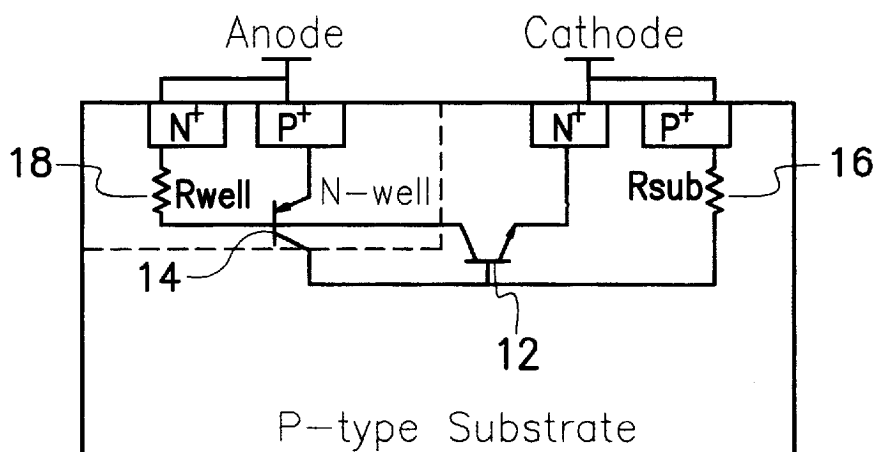 Anode Cathode
N+ P+ N+ P+
18 Rwell N-well Rsub 16
14
12
P-type Substrate